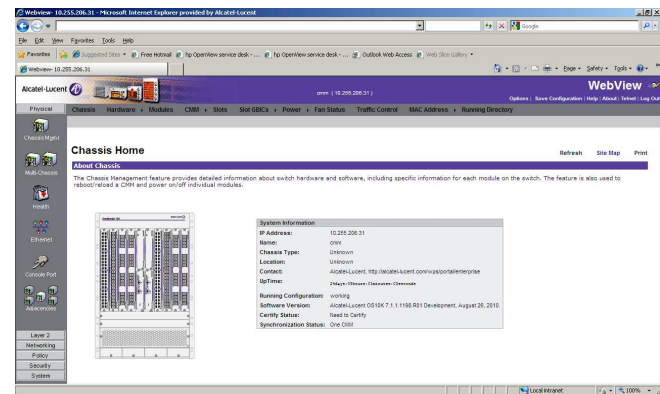 Webview- 10.255.206.31 - Microsoft Internet Explorer provided by Alcatel-Lucent
Google
File Edit View Favorites Tools Help
Favorites Suggested Sites Free Hotmail hp OpenView service desk - ... hp OpenView service desk - ... Outlook Web Access Web Slice Gallery
Webview- 10.255.206.31
Page Safety Tools
Alcatel-Lucent
omm ( 10.255.206.31 )
WebView
Options | Save Configuration | Help | About | Telnet | Log Out
Physical
Chassis Hardware Modules CMM Slots Slot GBICs Power Fan Status Traffic Control MAC Address Running Directory
Chassis Mgmt
Multi-Chassis
Health
Ethernet
Console Port
Adjacencies
Layer 2
Networking
Policy
Security
System
Chassis Home
Refresh Site Map Print
About Chassis
The Chassis Management feature provides detailed information about switch hardware and software, including specific information for each module on the switch. The feature is also used to
reboot/reload a CMM and power on/off individual modules.
System Information
IP Address: 10.255.206.31
Name: omm
Chassis Type: Unknown
Location: Unknown
Contact: Alcatel-Lucent, http://alcatel-lucent.com/wps/portal/enterprise
UpTime:
Running Configuration: working
Software Version: Alcatel-Lucent OS10K 7.1.1.1198.R01 Development, August 26, 2010.
Certify Status: Need to Certify
Synchronization Status: One CMM
Local intranet
100%